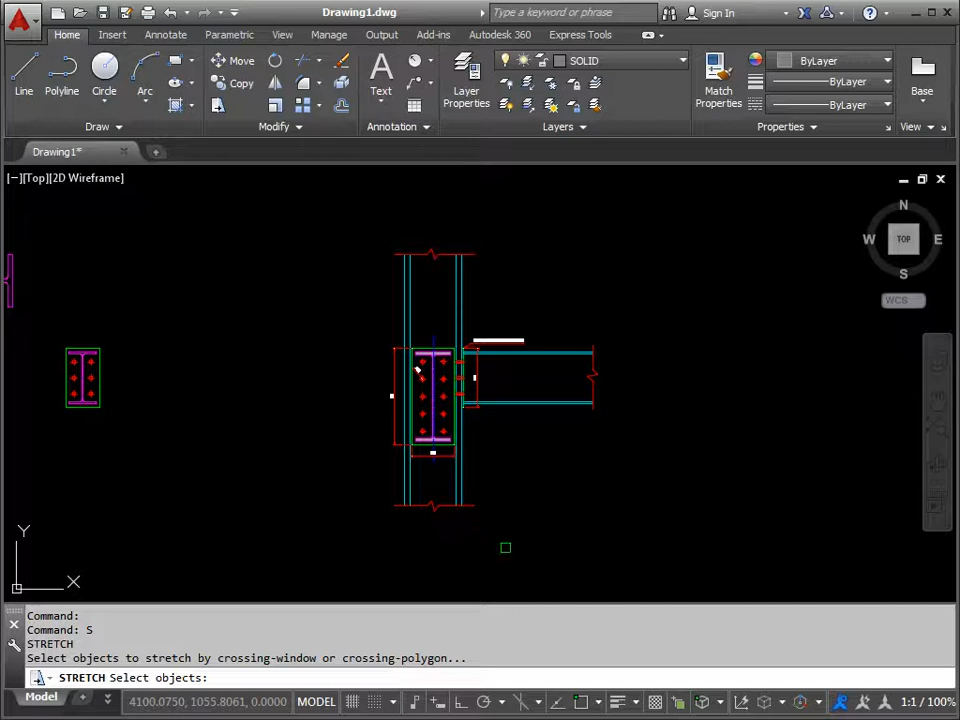 Drawing1.dwg
Type a keyword or phrase
Sign In
Home Insert Annotate Parametric View Manage Output Add-ins Autodesk 360 Express Tools
Line
Polyline
Circle
Arc
Move
Copy
Text
Layer
Properties
SOLID
Match
Properties
ByLayer
ByLayer
ByLayer
Base
Draw
Modify
Annotation
Layers
Properties
View
Drawing1*
[−][Top][2D Wireframe]
N
W
TOP
E
S
WCS
Y
X
Command:
Command: S
STRETCH
Select objects to stretch by crossing-window or crossing-polygon...
STRETCH Select objects:
Model
4100.0750, 1055.8061, 0.0000
MODEL
1:1 / 100%